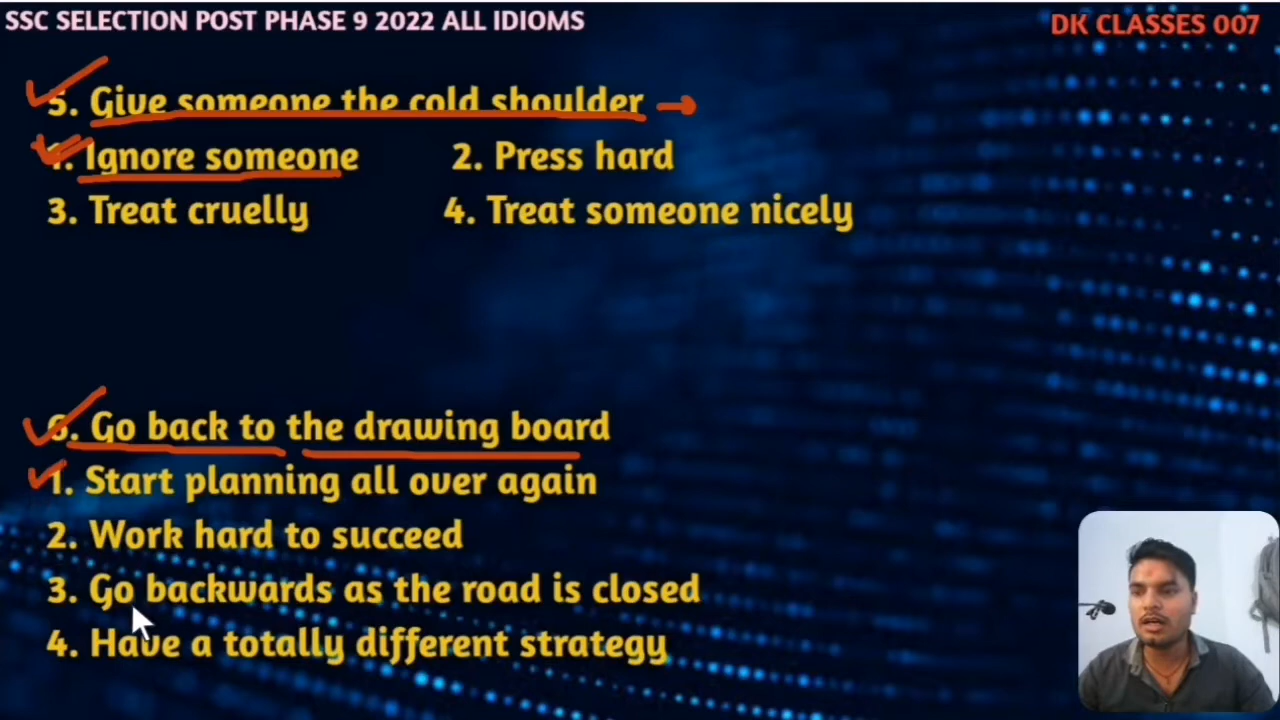 SSC SELECTION POST PHASE 9 2022 ALL IDIOMS
DK CLASSES 007
5. Give someone the cold shoulder
1. Ignore someone 2. Press hard
3. Treat cruelly 4. Treat someone nicely
6. Go back to the drawing board
1. Start planning all over again
2. Work hard to succeed
3. Go backwards as the road is closed
4. Have a totally different strategy